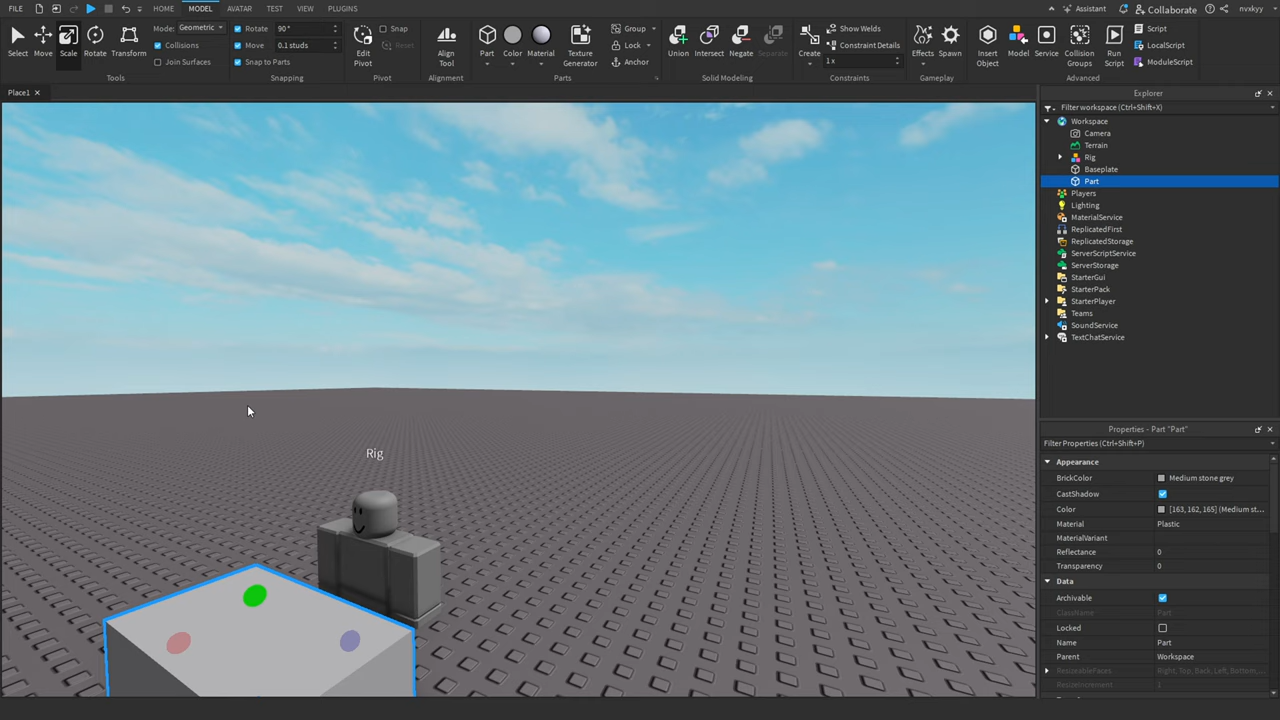 FILE HOME MODEL AVATAR TEST VIEW PLUGINS Assistant Collaborate nvxkyy
Select Move Scale Rotate Transform
Mode: Geometric
Collisions
Join Surfaces
Tools
Rotate 90°
Move 0.1 studs
Snap to Parts
Snapping
Edit Pivot
Snap
Reset
Pivot
Align Tool
Alignment
Part Color Material Texture Generator
Group
Lock
Anchor
Parts
Union Intersect Negate Separate
Solid Modeling
Create
Show Welds
Constraint Details
1 x
Constraints
Effects Spawn
Gameplay
Insert Object Model Service Collision Groups Run Script
Script
LocalScript
ModuleScript
Advanced
Place1
Rig
Explorer
Filter workspace (Ctrl+Shift+X)
Workspace
Camera
Terrain
Rig
Baseplate
Part
Players
Lighting
MaterialService
ReplicatedFirst
ReplicatedStorage
ServerScriptService
ServerStorage
StarterGui
StarterPack
StarterPlayer
Teams
SoundService
TextChatService
Properties - Part "Part"
Filter Properties (Ctrl+Shift+P)
Appearance
BrickColor Medium stone grey
CastShadow
Color [163, 162, 165] (Medium st...
Material Plastic
MaterialVariant
Reflectance 0
Transparency 0
Data
Archivable
ClassName Part
Locked
Name Part
Parent Workspace
ResizeableFaces Right, Top, Back, Left, Bottom,...
ResizeIncrement 1